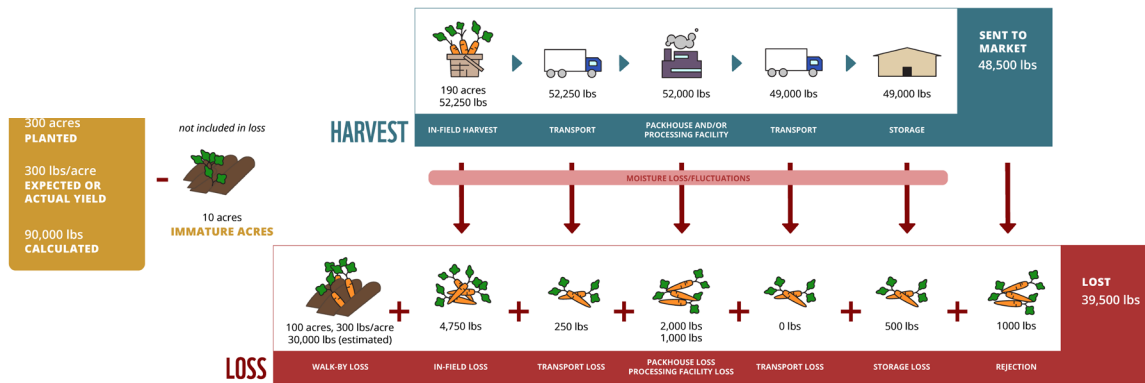 SENT TO
MARKET
48,500 lbs
190 acres
52,250 lbs
52,250 lbs
52,000 lbs
49,000 lbs
49,000 lbs
HARVEST
IN-FIELD HARVEST
TRANSPORT
PACKHOUSE AND/OR
PROCESSING FACILITY
TRANSPORT
STORAGE
300 acres
PLANTED
300 lbs/acre
EXPECTED OR
ACTUAL YIELD
90,000 lbs
CALCULATED
not included in loss
10 acres
IMMATURE ACRES
MOISTURE LOSS/FLUCTUATIONS
100 acres, 300 lbs/acre
30,000 lbs (estimated)
4,750 lbs
250 lbs
2,000 lbs
1,000 lbs
0 lbs
500 lbs
1000 lbs
LOST
39,500 lbs
LOSS
WALK-BY LOSS
IN-FIELD LOSS
TRANSPORT LOSS
PACKHOUSE LOSS
PROCESSING FACILITY LOSS
TRANSPORT LOSS
STORAGE LOSS
REJECTION